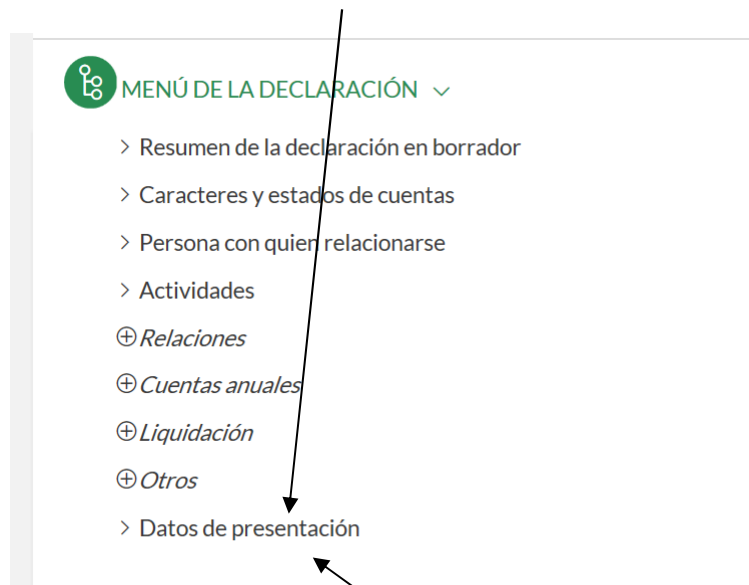 MENÚ DE LA DECLARACIÓN
Resumen de la declaración en borrador
Caracteres y estados de cuentas
Persona con quien relacionarse
Actividades
Relaciones
Cuentas anuales
Liquidación
Otros
Datos de presentación